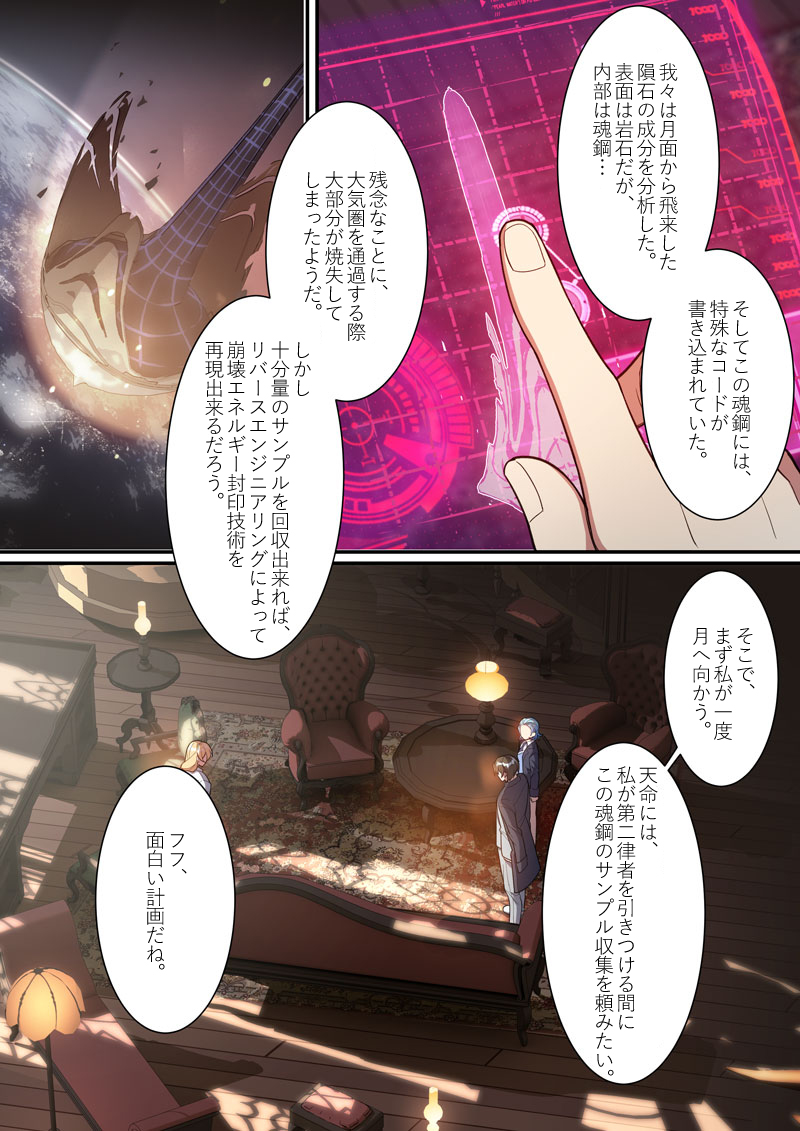 我々は月面から飛来した
隕石の成分を分析した。
表面は岩石だが、
内部は魂鋼…
そしてこの魂鋼には、
特殊なコードが
書き込まれていた。
残念なことに、
大気圏を通過する際
大部分が焼失して
しまったようだ。
しかし
十分量のサンプルを回収出来れば、
リバースエンジニアリングによって
崩壊エネルギー封印技術を
再現出来るだろう。
そこで、
まず私が一度
月へ向かう。
天命には、
私が第二律者を引きつける間に
この魂鋼のサンプル収集を頼みたい。
フフ、
面白い計画だね。